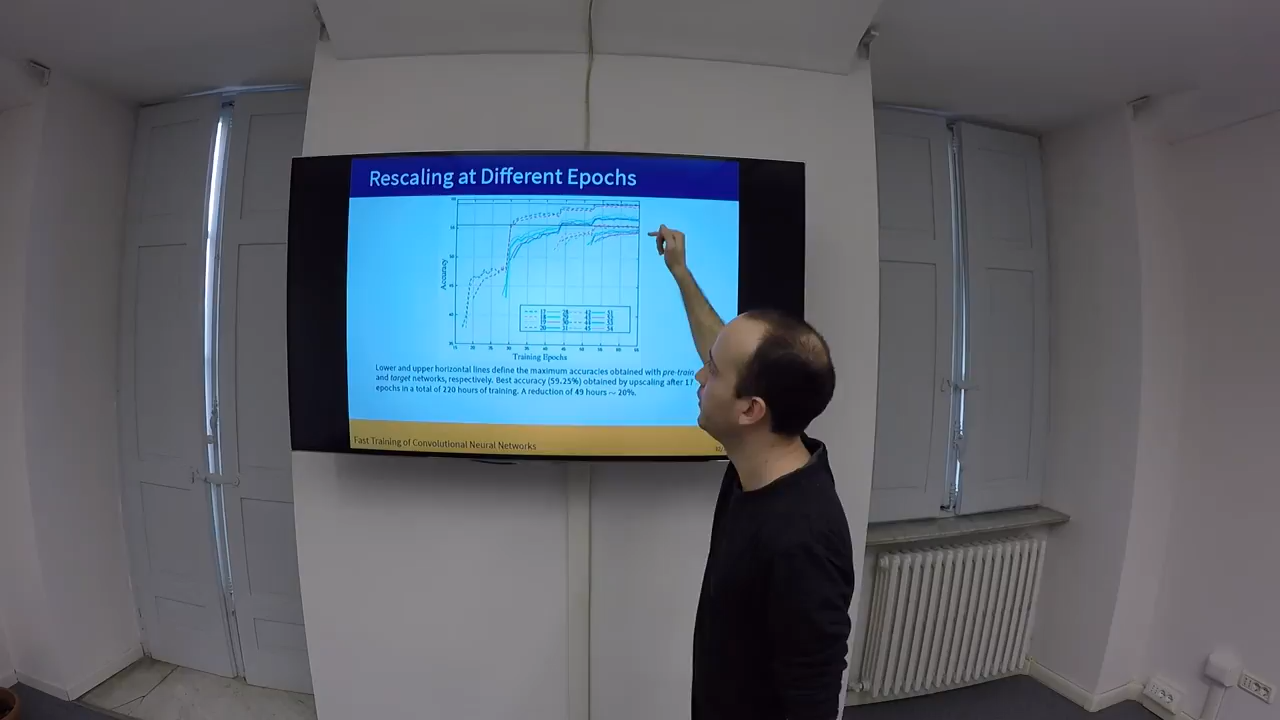 Rescaling at Different Epochs
Accuracy
Training Epochs
Lower and upper horizontal lines define the maximum accuracies obtained with pre-train
and target networks, respectively. Best accuracy (59.25%) obtained by upscaling after 17
epochs in a total of 220 hours of training. A reduction of 49 hours ~ 20%.
Fast Training of Convolutional Neural Networks